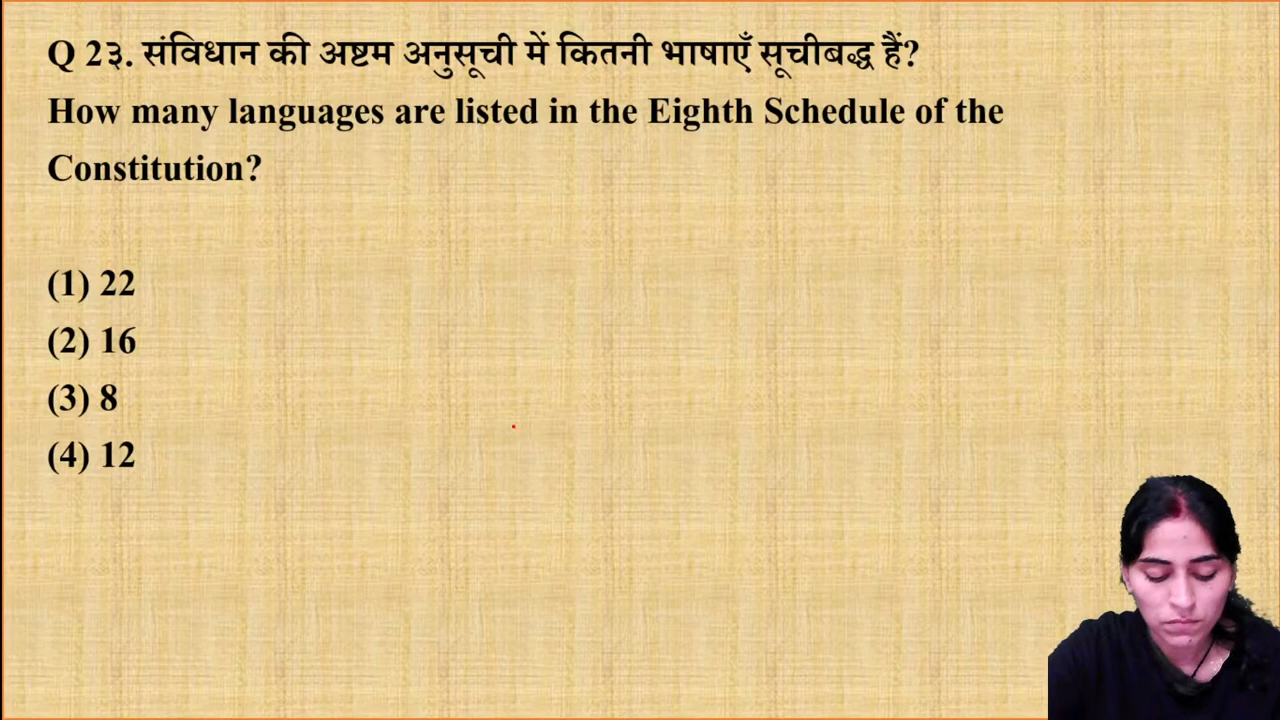 Q 2३. संविधान की अष्टम अनुसूची में कितनी भाषाएँ सूचीबद्ध हैं?
How many languages are listed in the Eighth Schedule of the
Constitution?
(1) 22
(2) 16
(3) 8
(4) 12